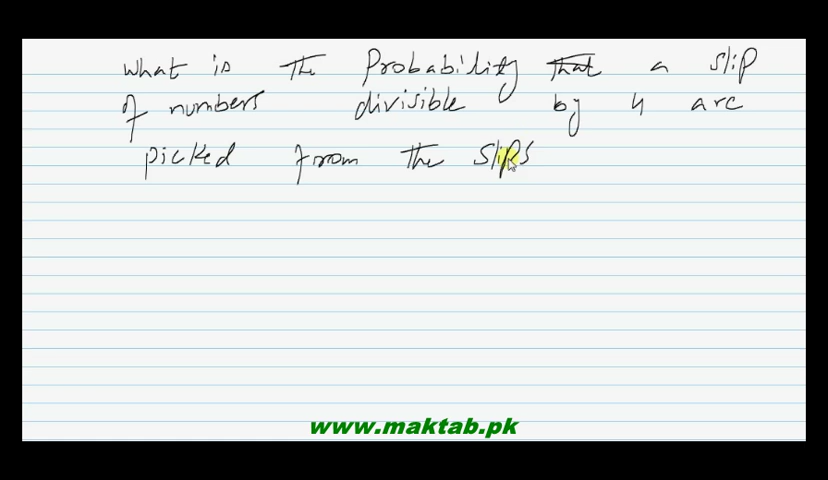 what is the Probability that a slip
of numbers divisible by 4 are
picked from the slips
www.maktab.pk